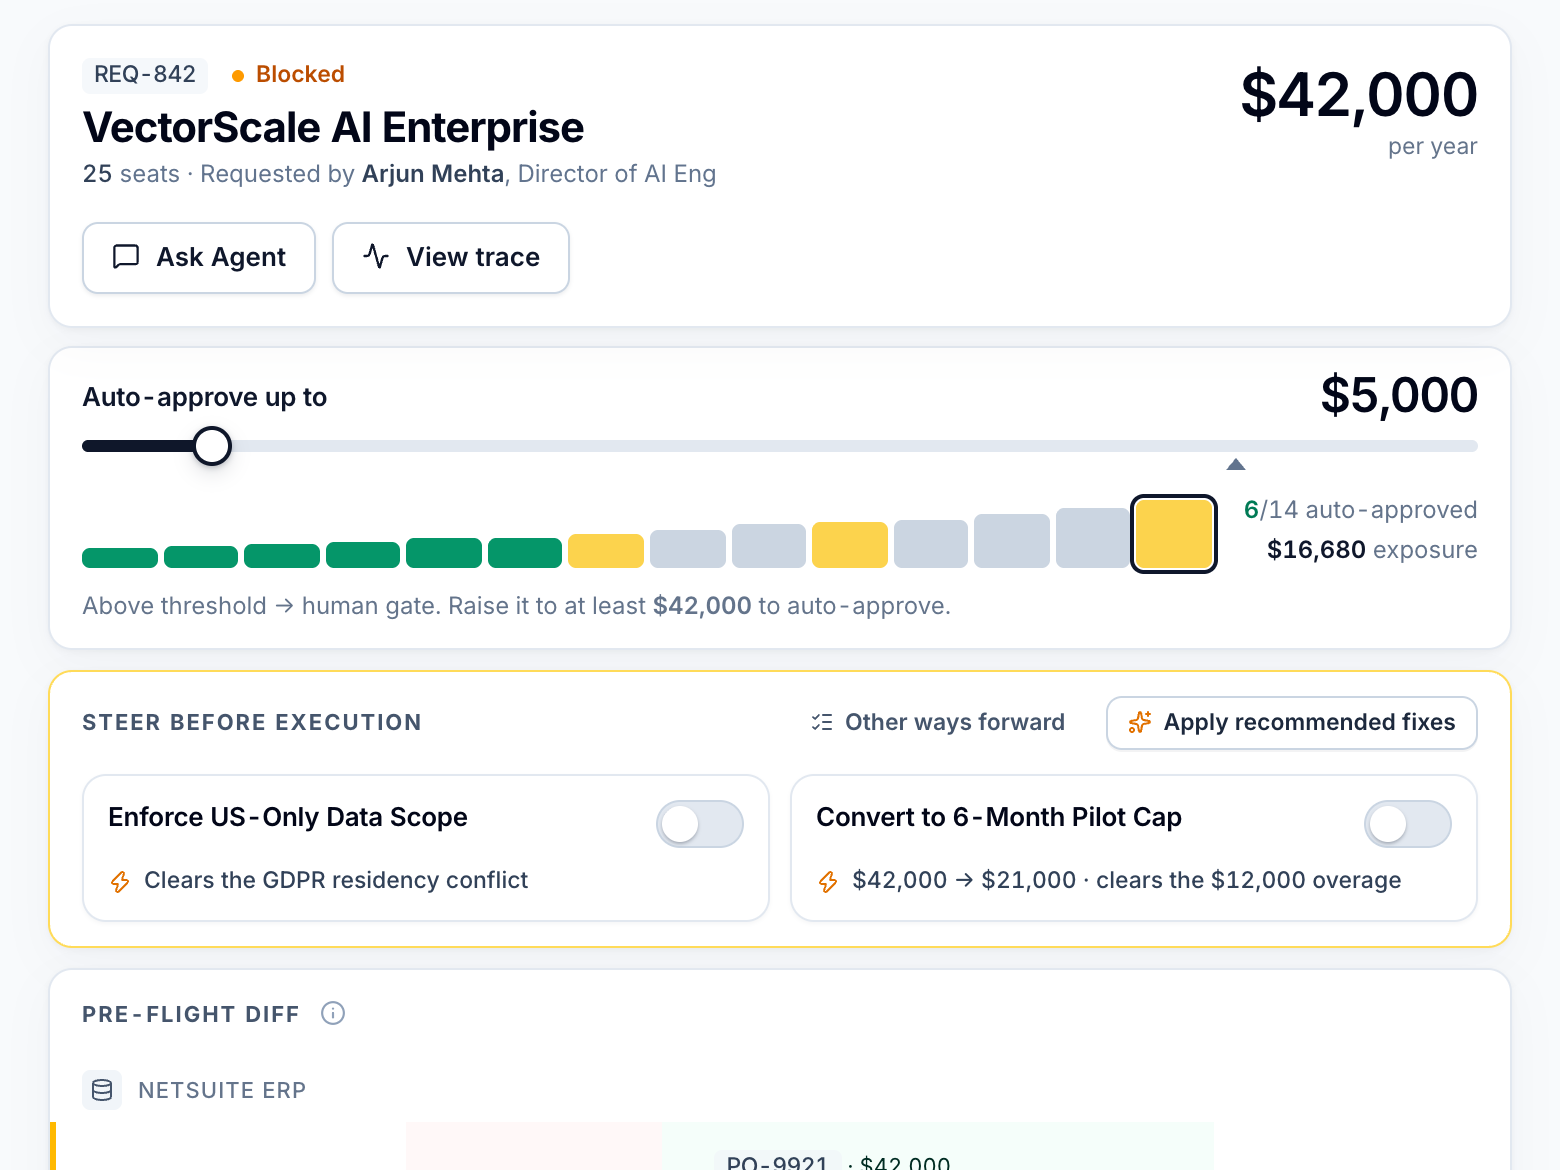 REQ-842
Blocked
VectorScale AI Enterprise
25 seats · Requested by Arjun Mehta, Director of AI Eng
$42,000
per year
Ask Agent
View trace
Auto-approve up to
$5,000
6/14 auto-approved
$16,680 exposure
Above threshold → human gate. Raise it to at least $42,000 to auto-approve.
STEER BEFORE EXECUTION
Other ways forward
Apply recommended fixes
Enforce US-Only Data Scope
Clears the GDPR residency conflict
Convert to 6-Month Pilot Cap
$42,000 → $21,000 · clears the $12,000 overage
PRE-FLIGHT DIFF
NETSUITE ERP
PO-9921 · $42,000